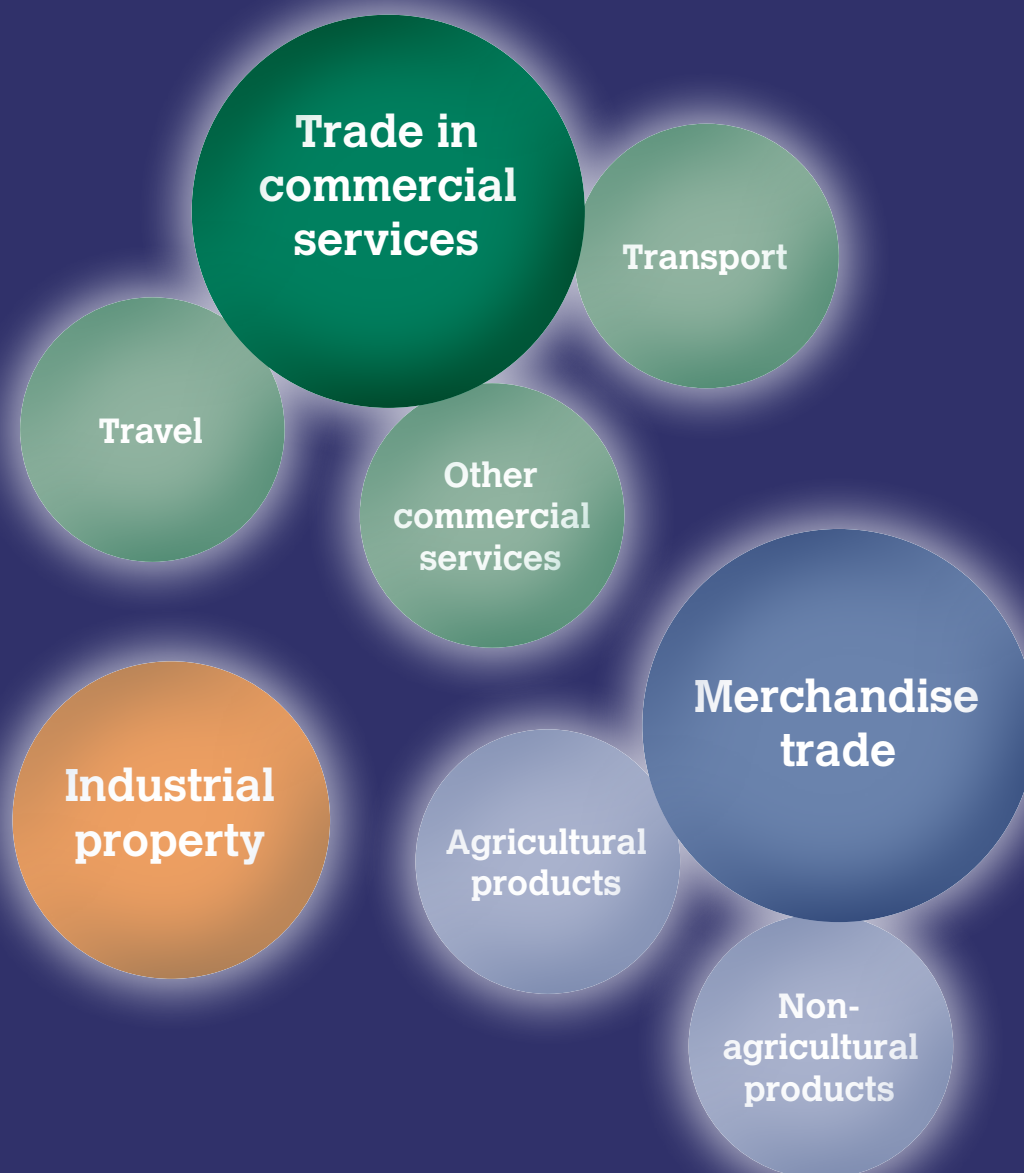 Trade in
commercial
services
Transport
Travel
Other
commercial
services
Merchandise
trade
Industrial
property
Agricultural
products
Non-
agricultural
products